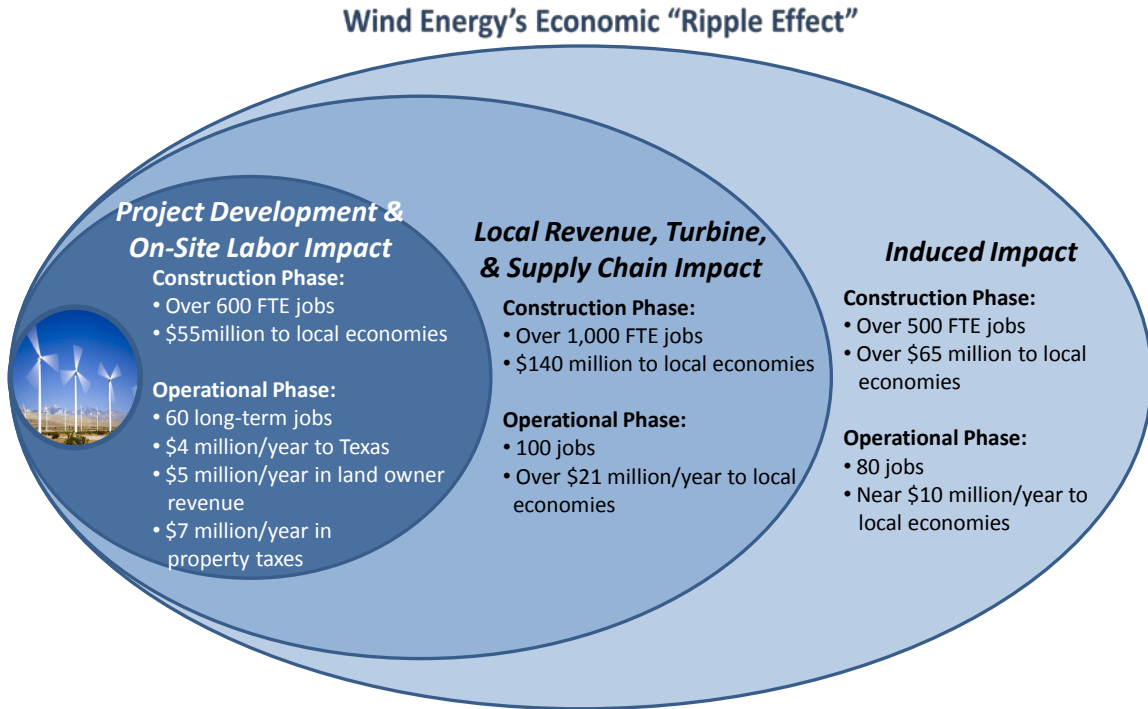 Wind Energy's Economic “Ripple Effect”
Project Development &
On-Site Labor Impact
Construction Phase:
• Over 600 FTE jobs
• $55million to local economies
Operational Phase:
• 60 long-term jobs
• $4 million/year to Texas
• $5 million/year in land owner
revenue
• $7 million/year in
property taxes
Local Revenue, Turbine,
& Supply Chain Impact
Construction Phase:
• Over 1,000 FTE jobs
• $140 million to local economies
Operational Phase:
• 100 jobs
• Over $21 million/year to local
economies
Induced Impact
Construction Phase:
• Over 500 FTE jobs
• Over $65 million to local
economies
Operational Phase:
• 80 jobs
• Near $10 million/year to
local economies